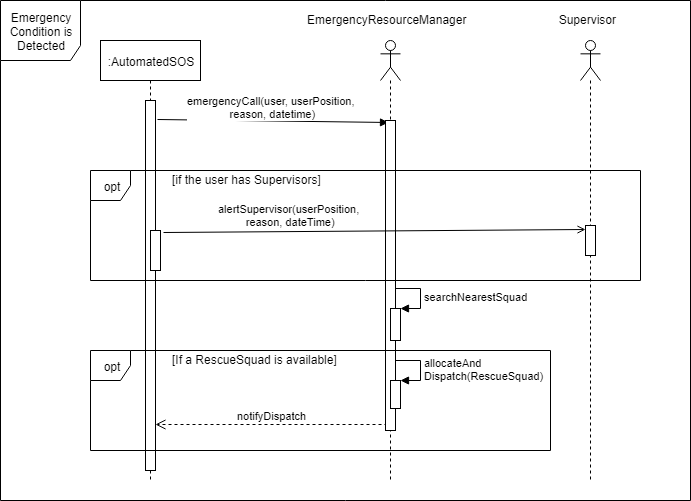 Emergency
Condition is
Detected
EmergencyResourceManager
Supervisor
:AutomatedSOS
emergencyCall(user, userPosition,
reason, datetime)
opt
[if the user has Supervisors]
alertSupervisor(userPosition,
reason, dateTime)
searchNearestSquad
opt
[If a RescueSquad is available]
allocateAnd
Dispatch(RescueSquad)
notifyDispatch